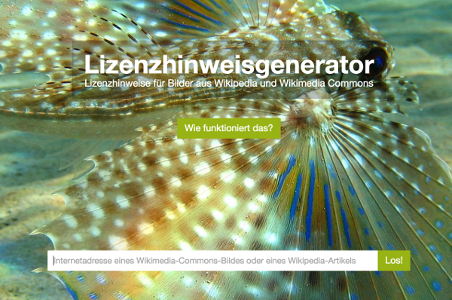 Lizenzhinweisgenerator
Lizenzhinweise für Bilder aus Wikipedia und Wikimedia Commons
Wie funktioniert das?
Internetadresse eines Wikimedia-Commons-Bildes oder eines Wikipedia-Artikels
Los!